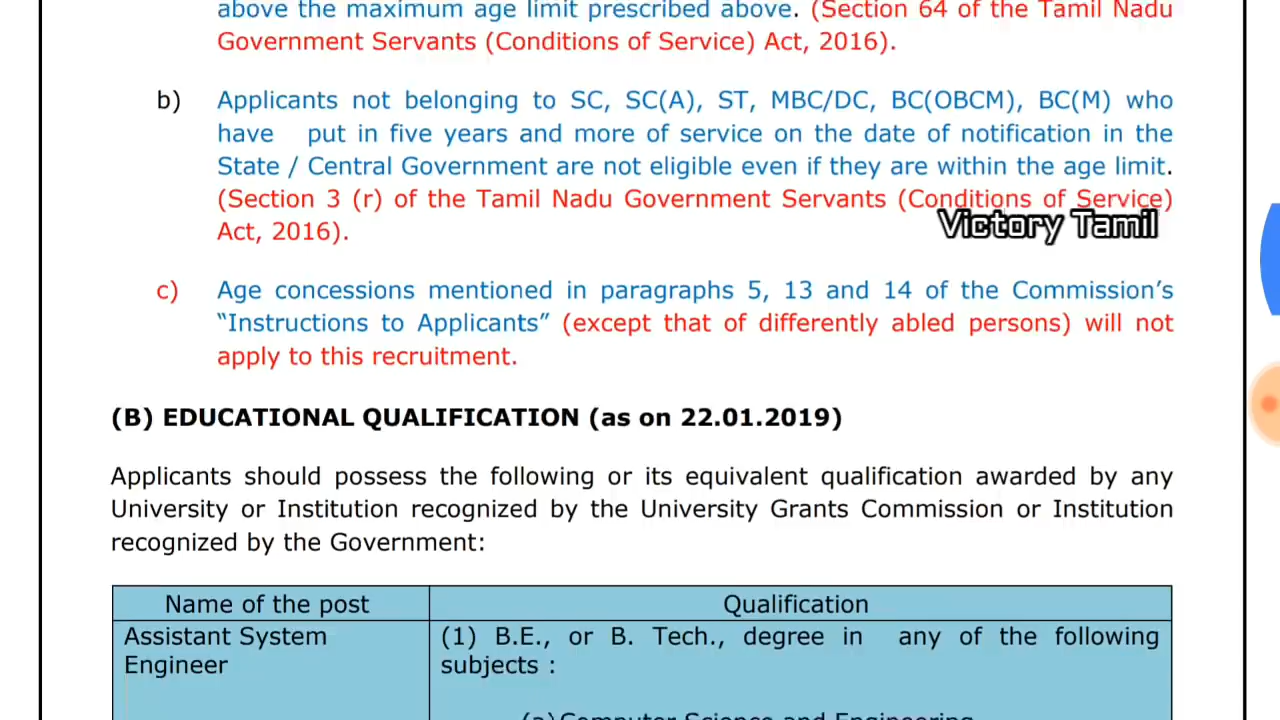 above the maximum age limit prescribed above. (Section 64 of the Tamil Nadu
Government Servants (Conditions of Service) Act, 2016).
b) Applicants not belonging to SC, SC(A), ST, MBC/DC, BC(OBCM), BC(M) who
have put in five years and more of service on the date of notification in the
State / Central Government are not eligible even if they are within the age limit.
(Section 3 (r) of the Tamil Nadu Government Servants (Conditions of Service)
Act, 2016).
Victory Tamil
c) Age concessions mentioned in paragraphs 5, 13 and 14 of the Commission’s
“Instructions to Applicants” (except that of differently abled persons) will not
apply to this recruitment.
(B) EDUCATIONAL QUALIFICATION (as on 22.01.2019)
Applicants should possess the following or its equivalent qualification awarded by any
University or Institution recognized by the University Grants Commission or Institution
recognized by the Government:
Name of the post Qualification
Assistant System (1) B.E., or B. Tech., degree in any of the following
Engineer subjects :
(a)Computer Science and Engineering